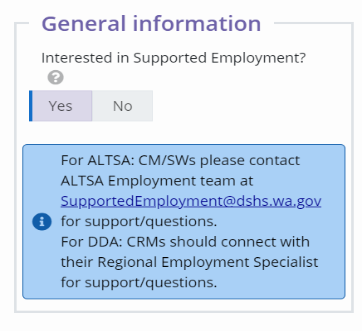 General information
Interested in Supported Employment?
?
Yes No
For ALTSA: CM/SWs please contact
ALTSA Employment team at
SupportedEmployment@dshs.wa.gov
for support/questions.
For DDA: CRMs should connect with
their Regional Employment Specialist
for support/questions.